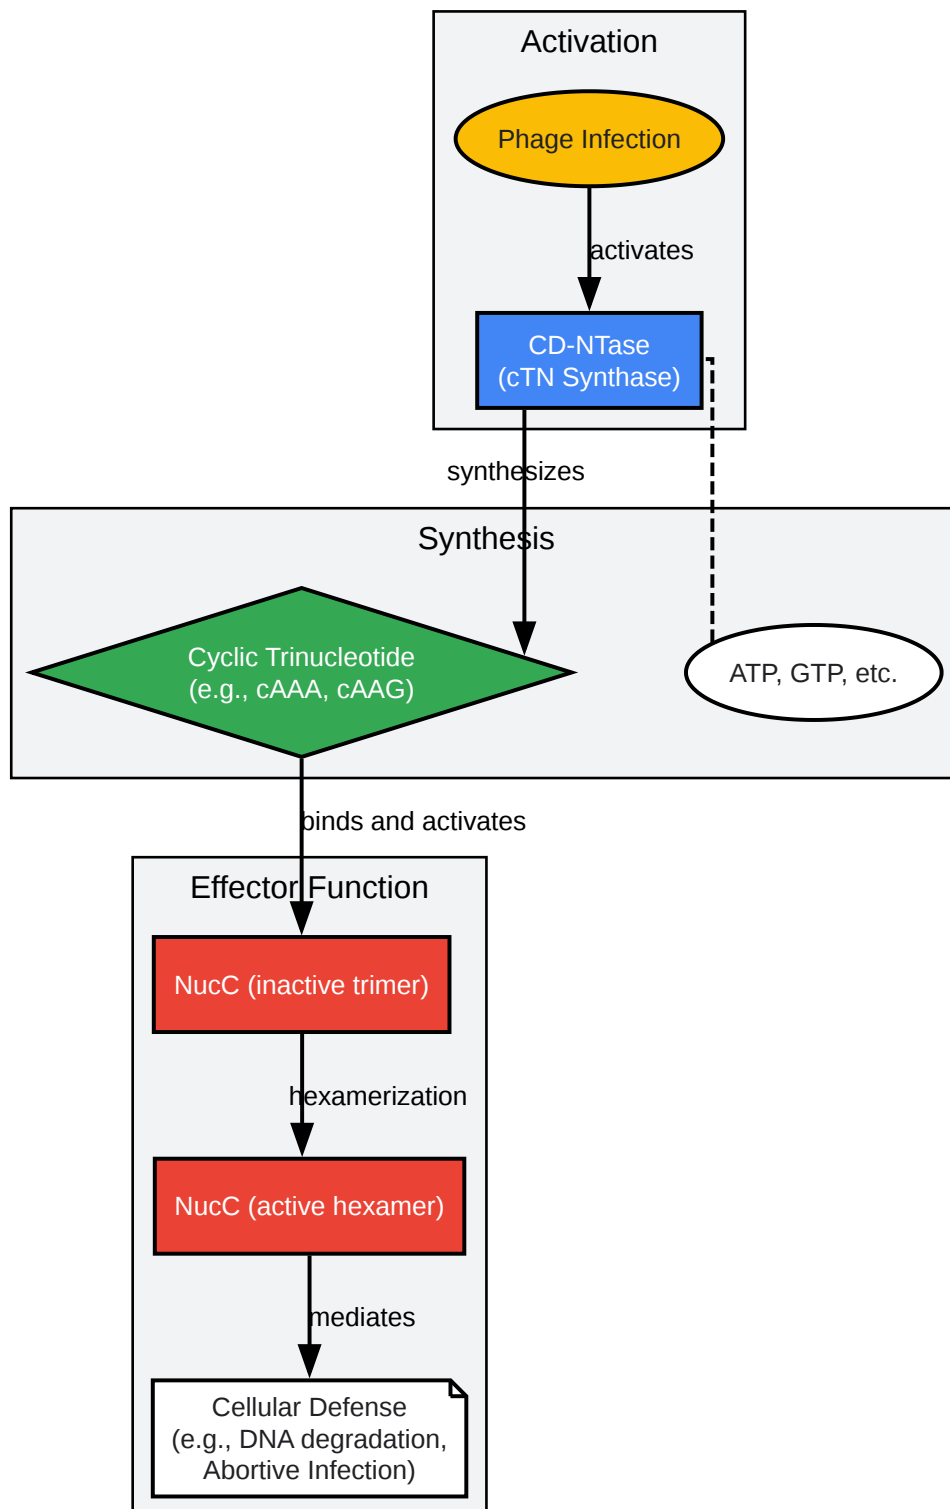 Activation
Phage Infection
activates
CD-NTase
(cTN Synthase)
synthesizes
Synthesis
Cyclic Trinucleotide
(e.g., cAAA, cAAG)
ATP, GTP, etc.
binds and activates
Effector Function
NucC (inactive trimer)
hexamerization
NucC (active hexamer)
mediates
Cellular Defense
(e.g., DNA degradation,
Abortive Infection)